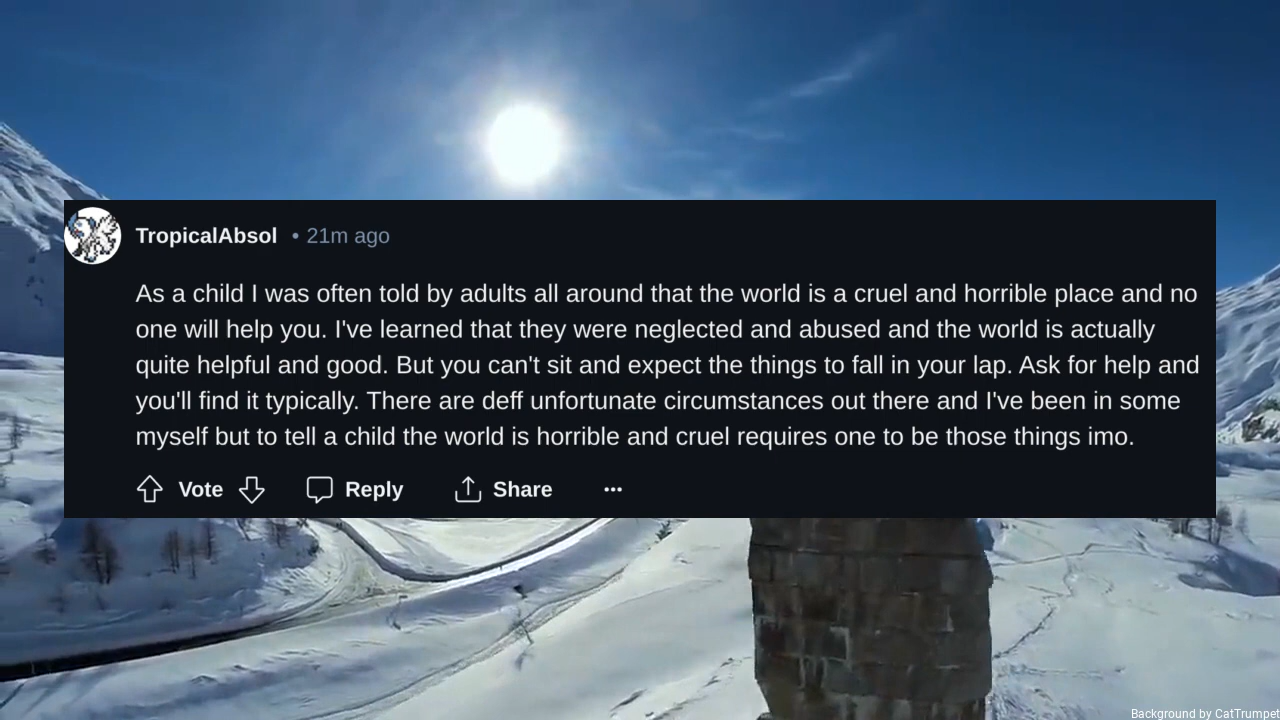 TropicalAbsol • 21m ago
As a child I was often told by adults all around that the world is a cruel and horrible place and no
one will help you. I've learned that they were neglected and abused and the world is actually
quite helpful and good. But you can't sit and expect the things to fall in your lap. Ask for help and
you'll find it typically. There are deff unfortunate circumstances out there and I've been in some
myself but to tell a child the world is horrible and cruel requires one to be those things imo.
Vote Reply Share ...
Background by CatTrumpet